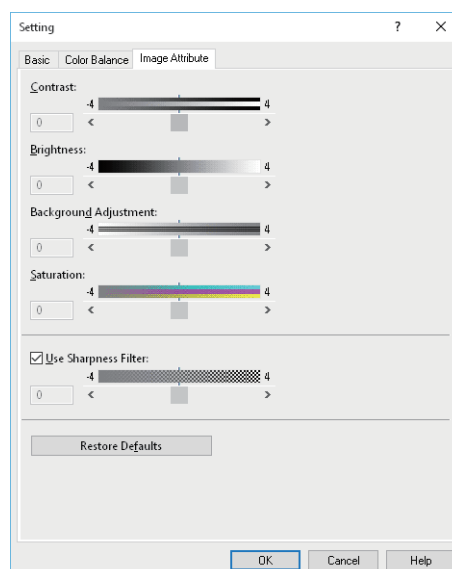 Setting ? ×
Basic Color Balance Image Attribute
Contrast:
-4 4
0 < >
Brightness:
-4 4
0 < >
Background Adjustment:
-4 4
0 < >
Saturation:
-4 4
0 < >
Use Sharpness Filter:
-4 4
0 < >
Restore Defaults
OK Cancel Help